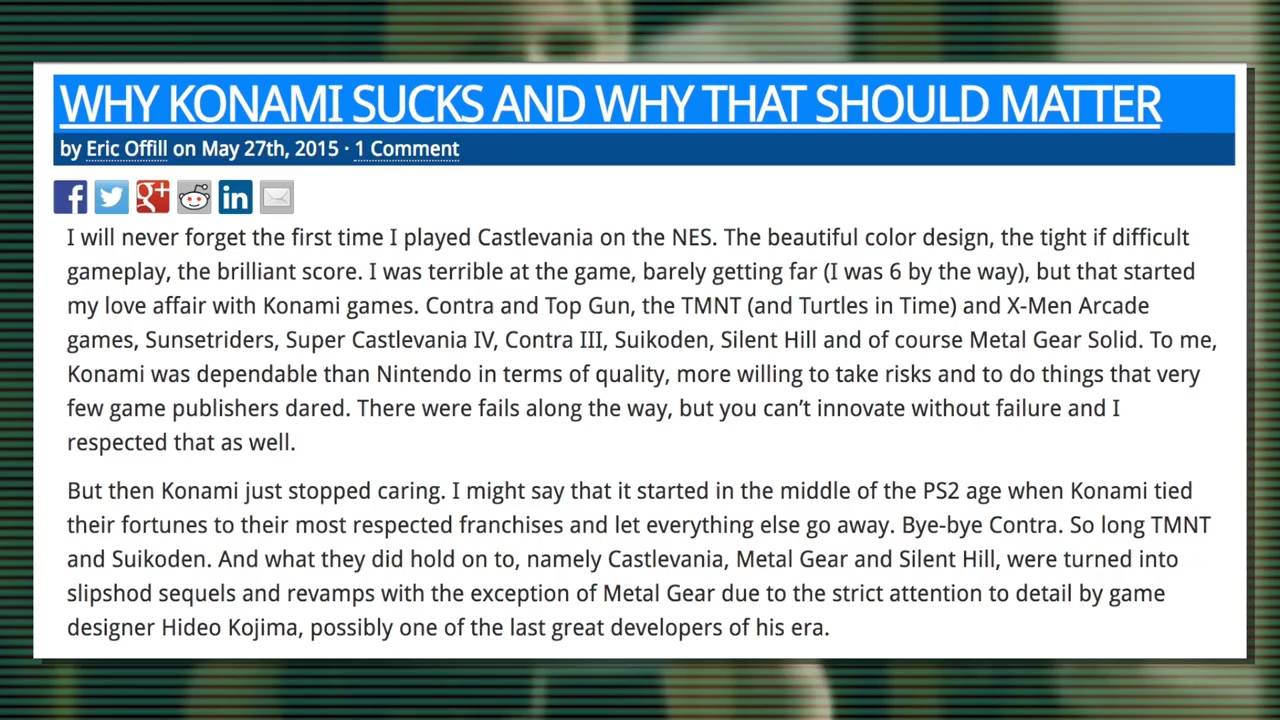 WHY KONAMI SUCKS AND WHY THAT SHOULD MATTER
by Eric Offill on May 27th, 2015 · 1 Comment
f g+ in
I will never forget the first time I played Castlevania on the NES. The beautiful color design, the tight if difficult
gameplay, the brilliant score. I was terrible at the game, barely getting far (I was 6 by the way), but that started
my love affair with Konami games. Contra and Top Gun, the TMNT (and Turtles in Time) and X-Men Arcade
games, Sunsetriders, Super Castlevania IV, Contra III, Suikoden, Silent Hill and of course Metal Gear Solid. To me,
Konami was dependable than Nintendo in terms of quality, more willing to take risks and to do things that very
few game publishers dared. There were fails along the way, but you can’t innovate without failure and I
respected that as well.
But then Konami just stopped caring. I might say that it started in the middle of the PS2 age when Konami tied
their fortunes to their most respected franchises and let everything else go away. Bye-bye Contra. So long TMNT
and Suikoden. And what they did hold on to, namely Castlevania, Metal Gear and Silent Hill, were turned into
slipshod sequels and revamps with the exception of Metal Gear due to the strict attention to detail by game
designer Hideo Kojima, possibly one of the last great developers of his era.